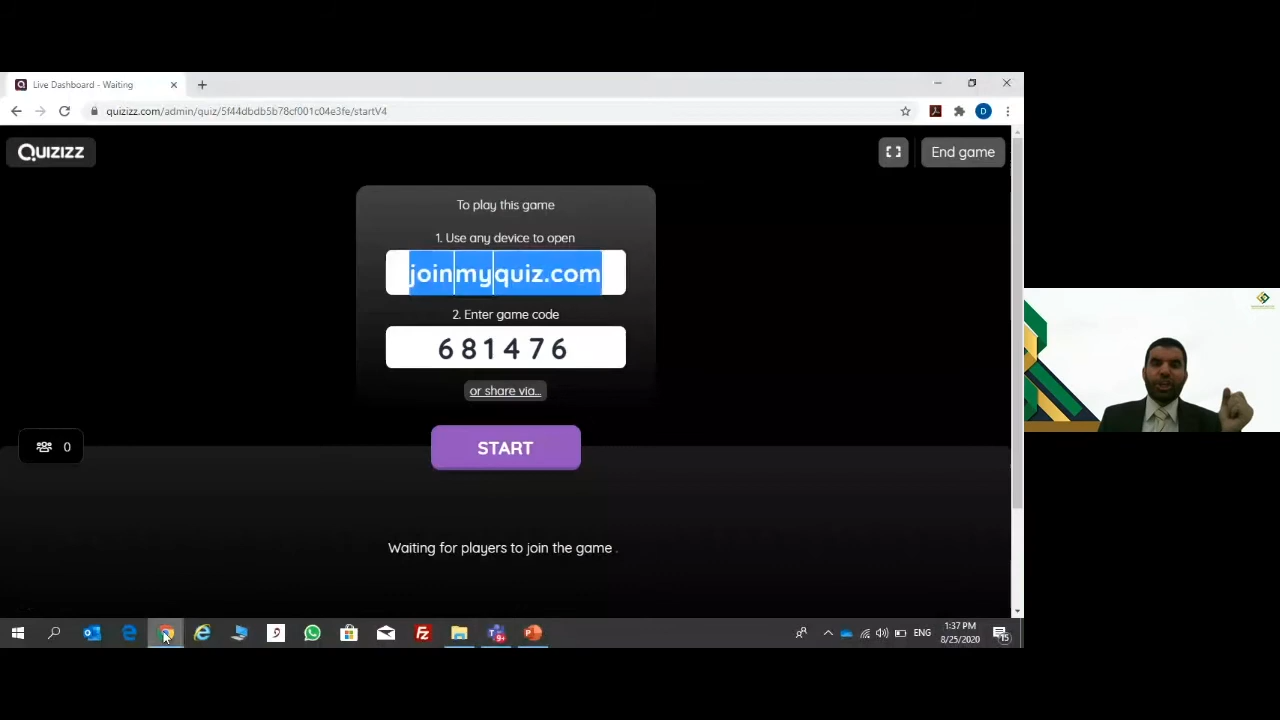 Live Dashboard - Waiting
quizizz.com/admin/quiz/5f44dbdb5b78cf001c04e3fe/startV4
D
QUIZIZZ
End game
To play this game
1. Use any device to open
joinmyquiz.com
2. Enter game code
681476
or share via...
START
0
Waiting for players to join the game .
9+
ENG
1:37 PM
8/25/2020
15